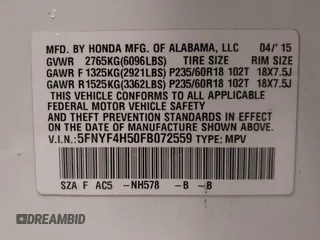 MFD. BY HONDA MFG. OF ALABAMA, LLC 04/'15
GVWR 2765KG(6096LBS) TIRE SIZE RIM SIZE
GAWR F 1325KG(2921LBS) P235/60R18 102T 18X7.5J
GAWR R 1525KG(3362LBS) P235/60R18 102T 18X7.5J
THIS VEHICLE CONFORMS TO ALL APPLICABLE
FEDERAL MOTOR VEHICLE SAFETY
AND THEFT PREVENTION STANDARDS IN EFFECT ON
THE DATE OF MANUFACTURE SHOWN ABOVE.
V.I.N.: 5FNYF4H50FB072559 TYPE: MPV
SZA F AC5 -NH578 -B -B
DREAMBID